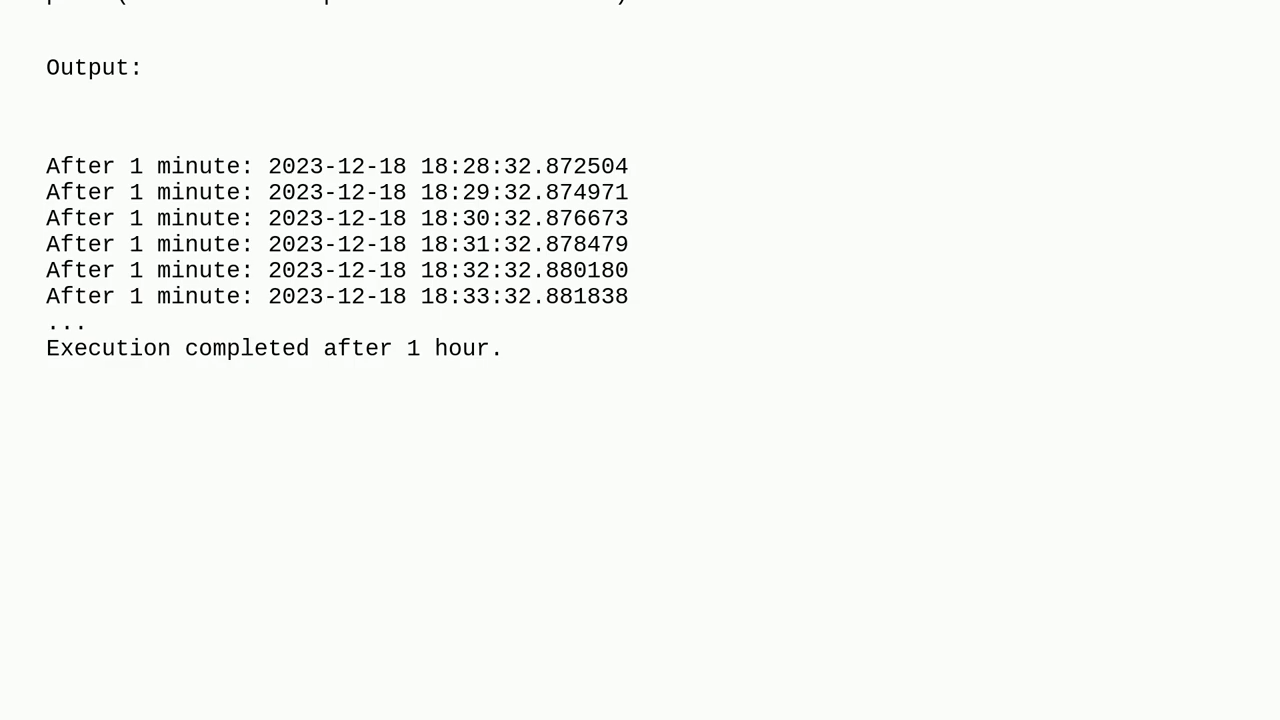 Output:
After 1 minute: 2023-12-18 18:28:32.872504
After 1 minute: 2023-12-18 18:29:32.874971
After 1 minute: 2023-12-18 18:30:32.876673
After 1 minute: 2023-12-18 18:31:32.878479
After 1 minute: 2023-12-18 18:32:32.880180
After 1 minute: 2023-12-18 18:33:32.881838
...
Execution completed after 1 hour.